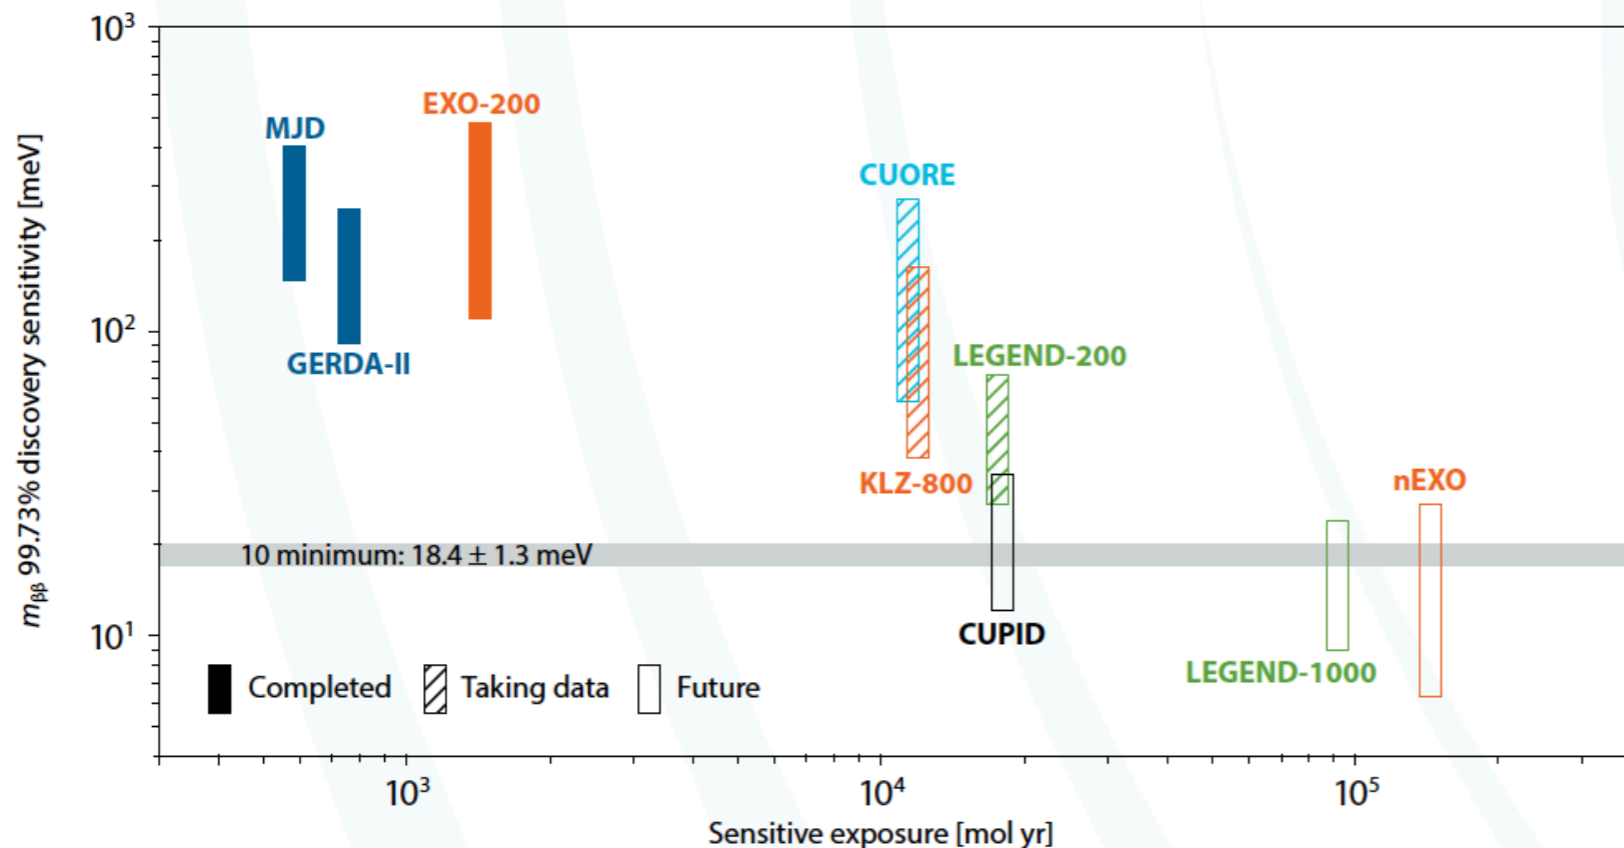 10³
EXO-200
MJD
CUORE
10²
LEGEND-200
GERDA-II
KLZ-800
nEXO
10 minimum: 18.4 ± 1.3 meV
10¹
CUPID
LEGEND-1000
Completed
Taking data
Future
mββ 99.73% discovery sensitivity [meV]
10³
10⁴
10⁵
Sensitive exposure [mol yr]